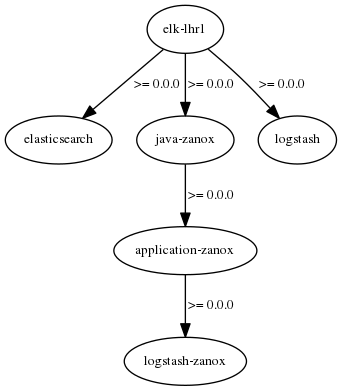 elk-lhrl
>= 0.0.0 >= 0.0.0 >= 0.0.0
elasticsearch java-zanox logstash
>= 0.0.0
application-zanox
>= 0.0.0
logstash-zanox